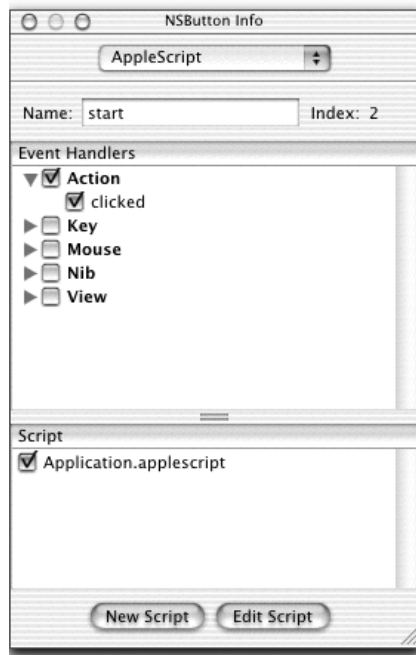 NSButton Info
AppleScript
Name: start Index: 2
Event Handlers
Action
clicked
Key
Mouse
Nib
View
Script
Application.applescript
New Script Edit Script